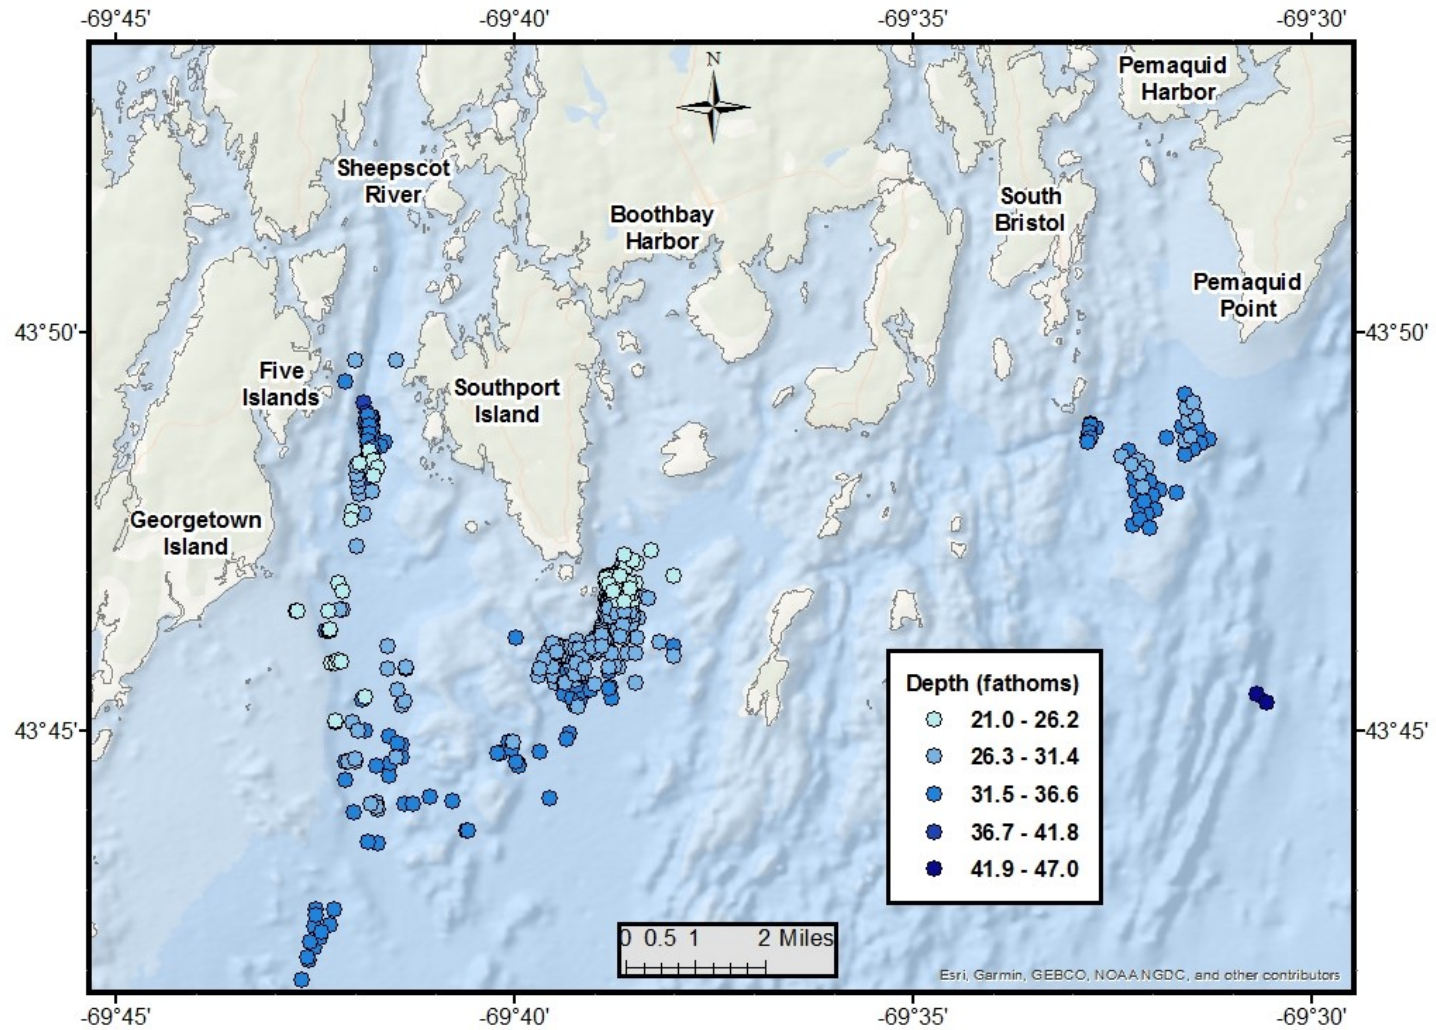 -69°45' -69°40' -69°35' -69°30'
N
Pemaquid
Harbor
Sheepscot
River
South
Bristol
Boothbay
Harbor
Pemaquid
Point
43°50' 43°50'
Five
Islands
Southport
Island
Georgetown
Island
Depth (fathoms)
21.0 - 26.2
26.3 - 31.4
31.5 - 36.6
36.7 - 41.8
41.9 - 47.0
43°45' 43°45'
0 0.5 1 2 Miles
Esri, Garmin, GEBCO, NOAA NGDC, and other contributors
-69°45' -69°40' -69°35' -69°30'